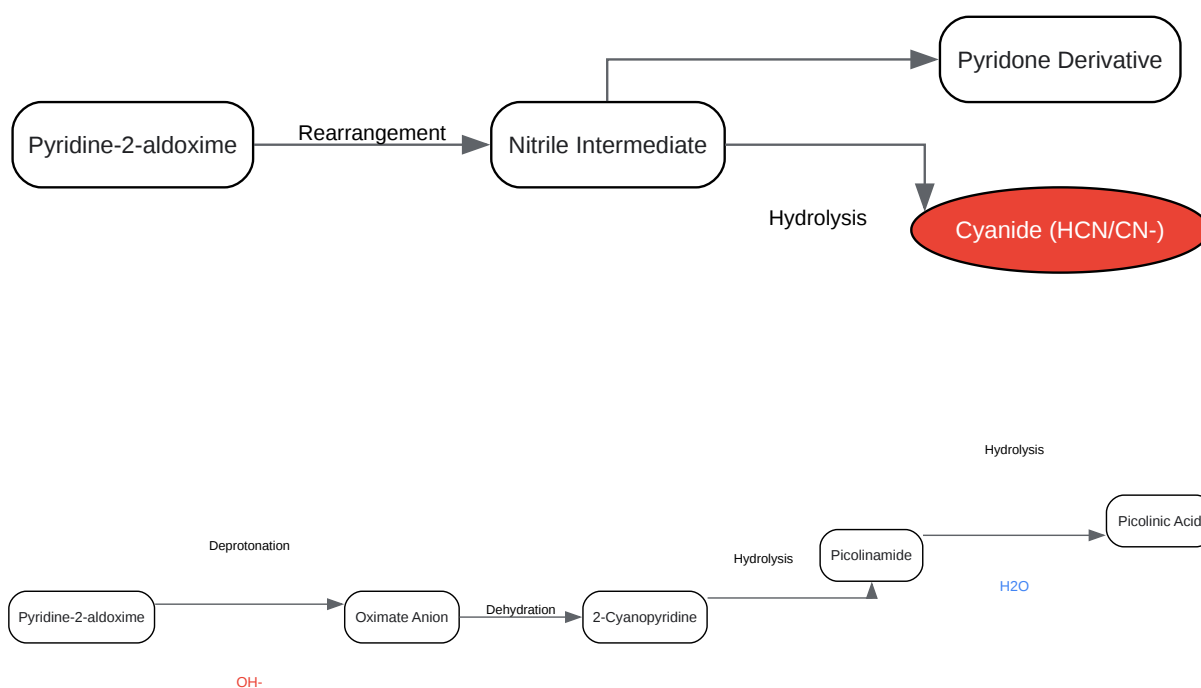 Pyridone Derivative
Pyridine-2-aldoxime
Rearrangement
Nitrile Intermediate
Hydrolysis
Cyanide (HCN/CN-)
Hydrolysis
Picolinic Acid
Deprotonation
Hydrolysis
Picolinamide
H2O
Pyridine-2-aldoxime
Oximate Anion
Dehydration
2-Cyanopyridine
OH-